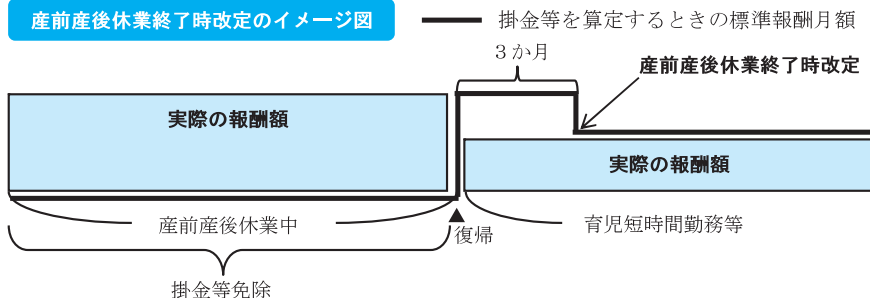 産前産後休業終了時改定のイメージ図
掛金等を算定するときの標準報酬月額
３か月
産前産後休業終了時改定
実際の報酬額
実際の報酬額
産前産後休業中
復帰
育児短時間勤務等
掛金等免除